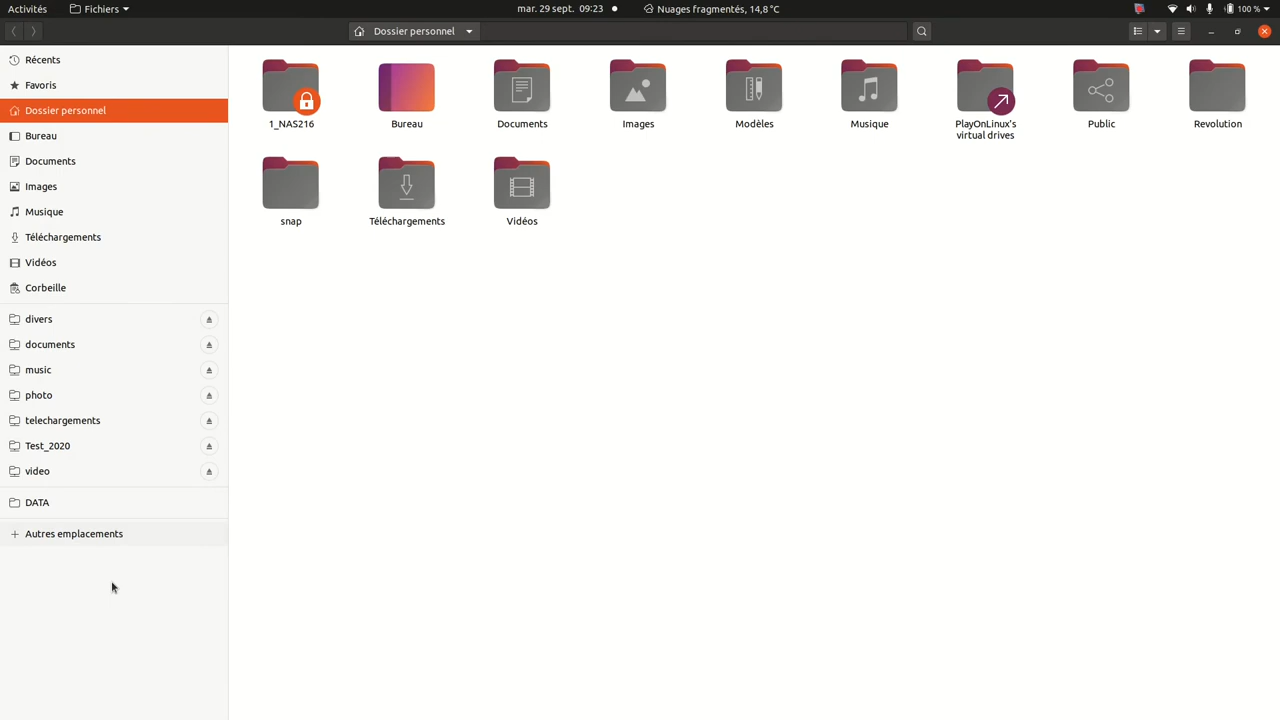 Activités
Fichiers
mar. 29 sept. 09:23
Nuages fragmentés, 14,8 °C
100 %
Dossier personnel
Récents
Favoris
Dossier personnel
Bureau
Documents
Images
Musique
Téléchargements
Vidéos
Corbeille
divers
documents
music
photo
telechargements
Test_2020
video
DATA
Autres emplacements
1_NAS216
Bureau
Documents
Images
Modèles
Musique
PlayOnLinux's
virtual drives
Public
Revolution
snap
Téléchargements
Vidéos